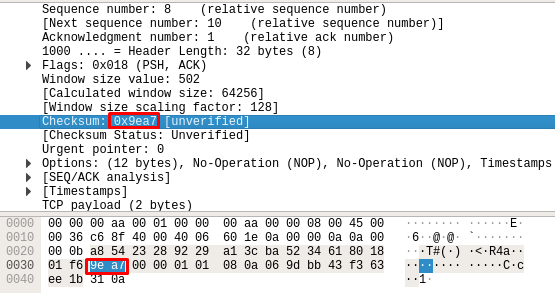 Sequence number: 8    (relative sequence number)
[Next sequence number: 10    (relative sequence number)]
Acknowledgment number: 1    (relative ack number)
1000 .... = Header Length: 32 bytes (8)
Flags: 0x018 (PSH, ACK)
Window size value: 502
[Calculated window size: 64256]
[Window size scaling factor: 128]
Checksum: 0x9ea7 [unverified]
[Checksum Status: Unverified]
Urgent pointer: 0
Options: (12 bytes), No-Operation (NOP), No-Operation (NOP), Timestamps
[SEQ/ACK analysis]
[Timestamps]
TCP payload (2 bytes)
0000  00 00 00 aa 00 01 00 00  00 aa 00 00 08 00 45 00  ········ ······E·
0010  00 36 c6 8f 40 00 40 06  60 1e 0a 00 00 0a 0a 00  ·6··@·@· `·······
0020  00 0b a8 54 23 28 92 29  a1 3c ba 52 34 61 80 18  ···T#(·) ·<·R4a··
0030  01 f6 9e a7 00 00 01 01  08 0a 06 9d bb 43 f3 63  ········ ·····C·c
0040  ee 1b 31 0a  ··1·